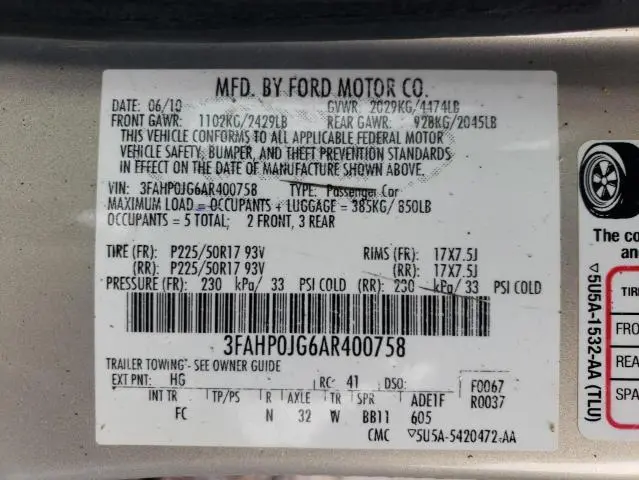 MFD. BY FORD MOTOR CO.
DATE: 06/10 GVWR: 2029KG/4474LB
FRONT GAWR: 1102KG/2429LB REAR GAWR: 928KG/2045LB
THIS VEHICLE CONFORMS TO ALL APPLICABLE FEDERAL MOTOR
VEHICLE SAFETY, BUMPER, AND THEFT PREVENTION STANDARDS
IN EFFECT ON THE DATE OF MANUFACTURE SHOWN ABOVE.
VIN: 3FAHP0JG6AR400758 TYPE: Passenger Car
MAXIMUM LOAD = OCCUPANTS + LUGGAGE = 385KG/ 850LB
OCCUPANTS = 5 TOTAL; 2 FRONT, 3 REAR
TIRE (FR): P225/50R17 93V RIMS (FR): 17X7.5J
(RR): P225/50R17 93V (RR): 17X7.5J
PRESSURE (FR): 230 kPa/ 33 PSI COLD (RR): 230 kPa/ 33 PSI COLD
3FAHP0JG6AR400758
TRAILER TOWING - SEE OWNER GUIDE
EXT PNT: HG RC: 41 DSO: F0067
INT TR TP/PS R AXLE TR SPR ADE1F R0037
FC N 32 W BB11 605
CMC ▽5U5A-5420472-AA
The co
an
TIR
FRO
REA
SPA
▽5U5A-1532-AA (TLU)